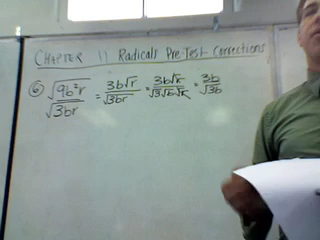 CHAPTER 11 Radicals Pre-Test Corrections
⑥ √(9b²r)/√(3br) = 3b√r/√(3br) = 3b√r/(√3√b√r) = 3b/√(3b)